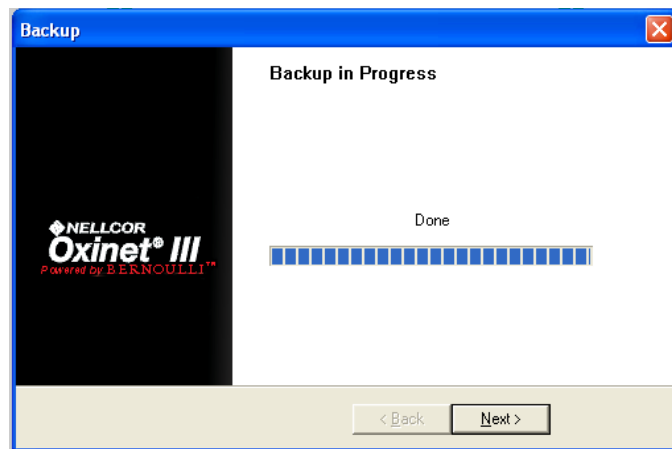 Backup
Backup in Progress
Done
NELLCOR
Oxinet® III
Powered by BERNOULLI™
< Back
Next >